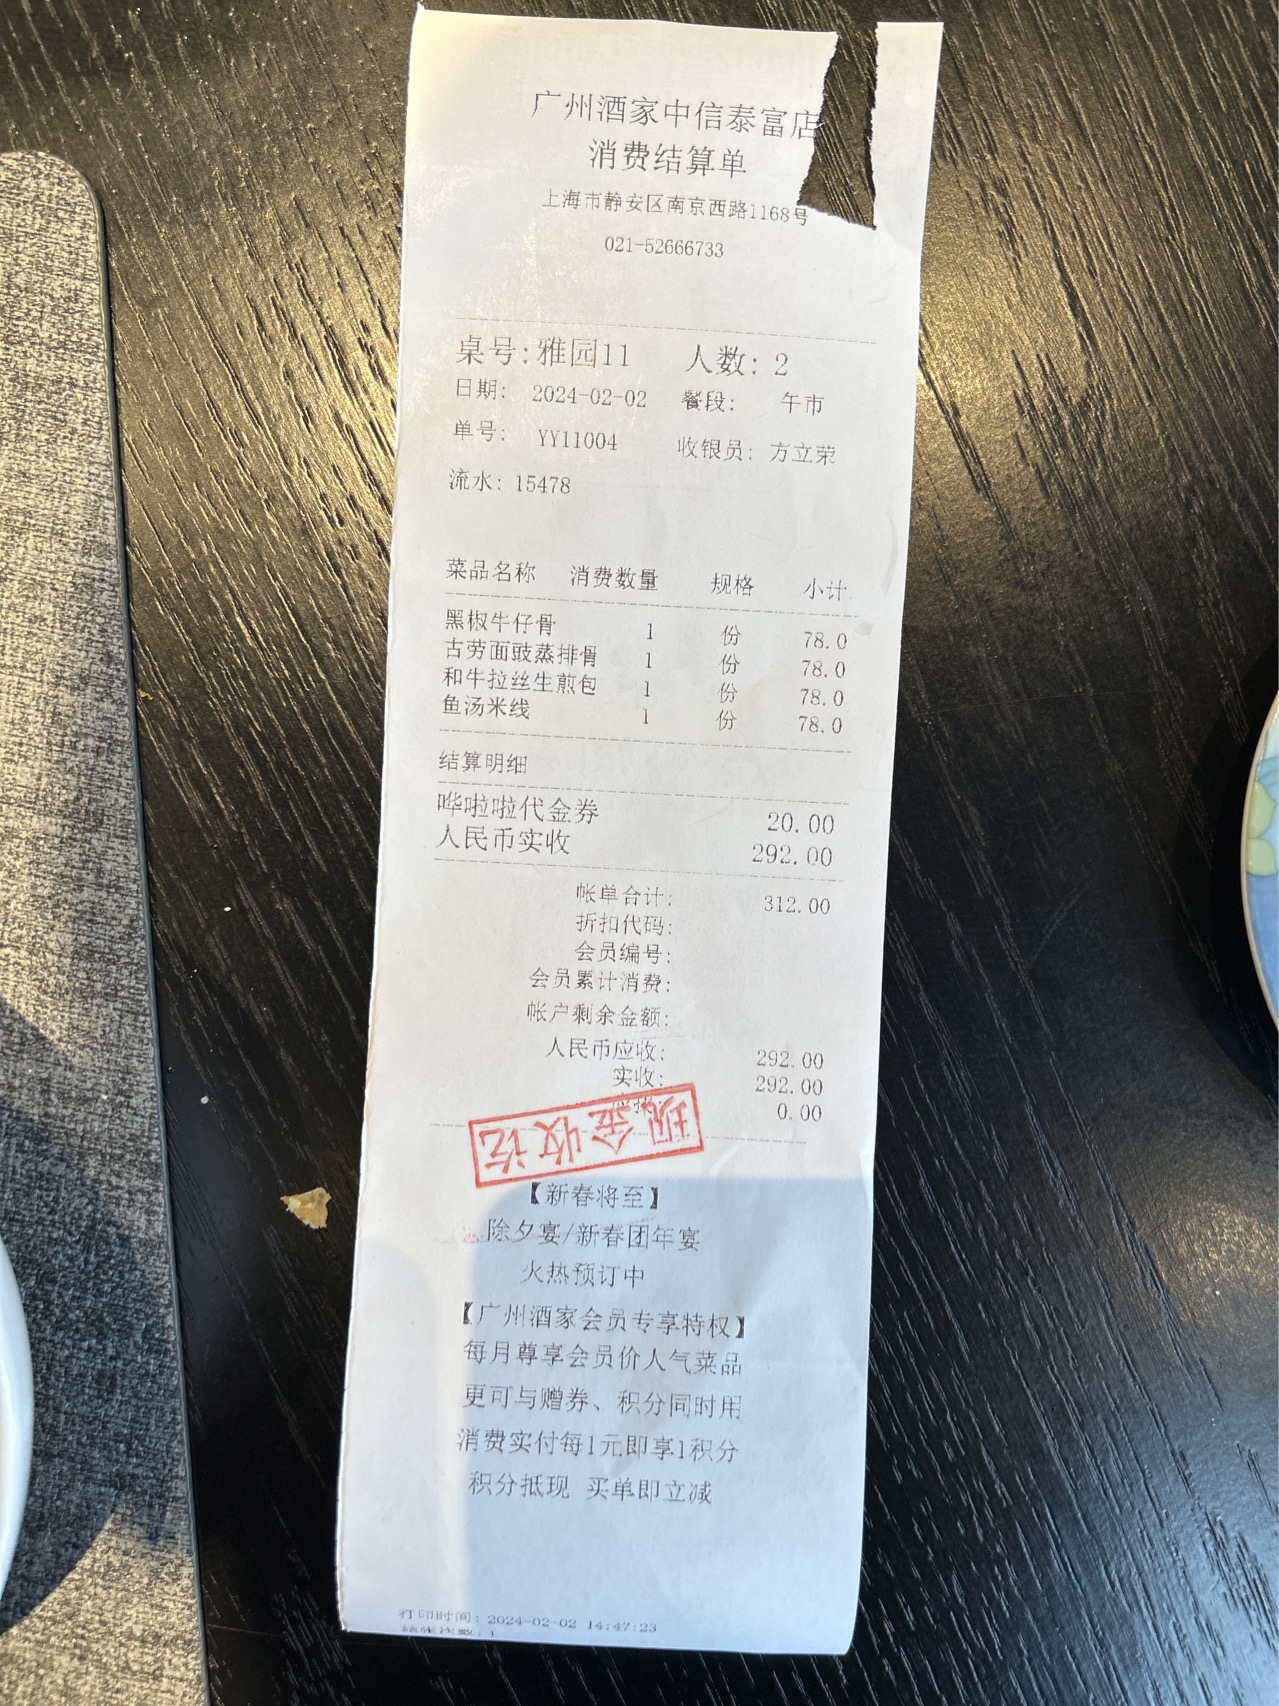 广州酒家中信泰富店
消费结算单
上海市静安区南京西路1168号
021-52666733
桌号:雅园11 人数: 2
日期: 2024-02-02 餐段: 午市
单号: YY11004 收银员: 方立荣
流水: 15478
菜品名称 消费数量 规格 小计
黑椒牛仔骨 1 份 78.0
古劳面豉蒸排骨 1 份 78.0
和牛拉丝生煎包 1 份 78.0
鱼汤米线 1 份 78.0
结算明细
哗啦啦代金券 20.00
人民币实收 292.00
帐单合计: 312.00
折扣代码:
会员编号:
会员累计消费:
帐户剩余金额:
人民币应收: 292.00
实收: 292.00
0.00
现金收讫
【新春将至】
除夕宴/新春团年宴
火热预订中
【广州酒家会员专享特权】
每月尊享会员价人气菜品
更可与赠券、积分同时用
消费实付每1元即享1积分
积分抵现 买单即立减
打印时间: 2024-02-02 14:47:23